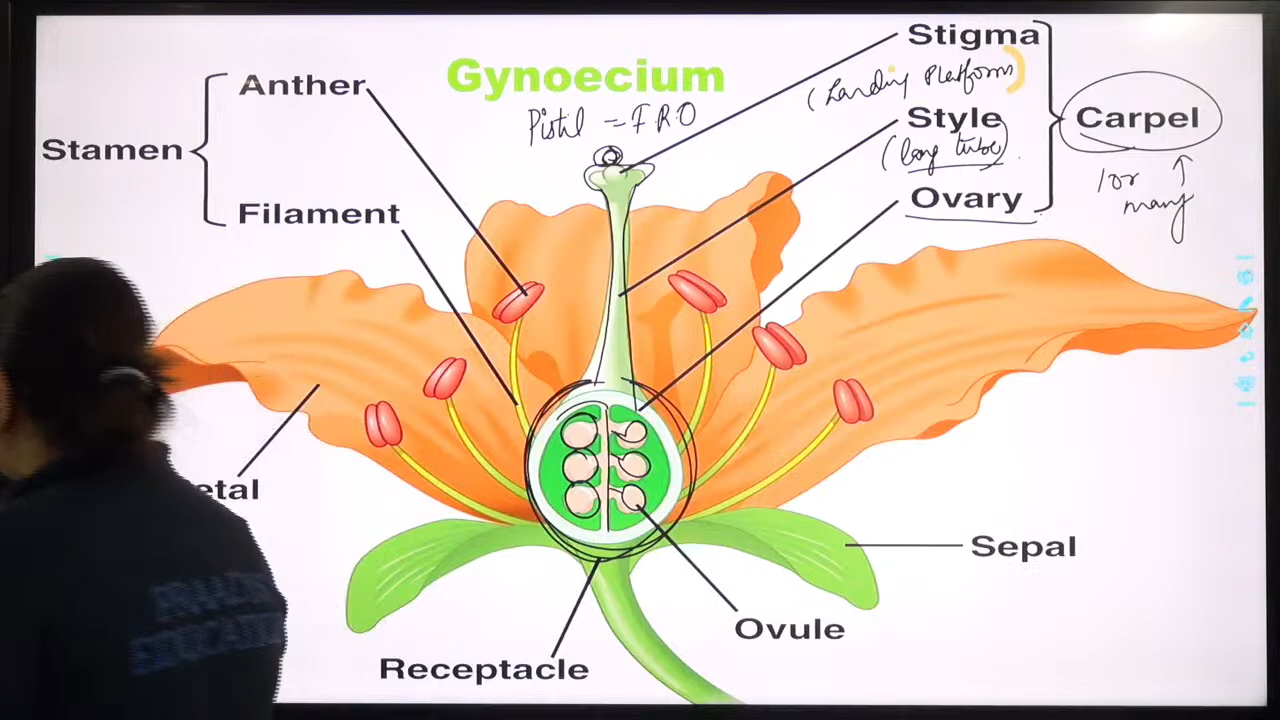 Gynoecium
Pistil = FRO
Stamen
Anther
Filament
Stigma
(Landing Platform)
Style
(long tube)
Ovary
Carpel
1 or
many
etal
Sepal
Ovule
Receptacle